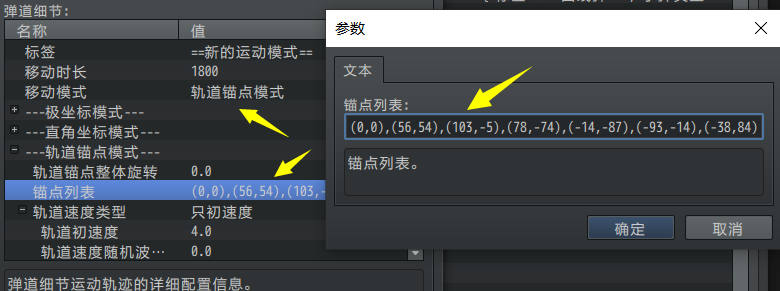 弹道细节:
名称 值
标签 ==新的运动模式==
移动时长 1800
移动模式 轨道锚点模式
---极坐标模式---
---直角坐标模式---
---轨道锚点模式---
轨道锚点整体旋转 0.0
锚点列表 (0,0),(56,54),(103,-
轨道速度类型 只初速度
轨道初速度 4.0
轨道速度随机波… 0.0
弹道细节运动轨迹的详细配置信息。
参数
文本
锚点列表:
(0,0),(56,54),(103,-5),(78,-74),(-14,-87),(-93,-14),(-38,84)
锚点列表。
确定 取消